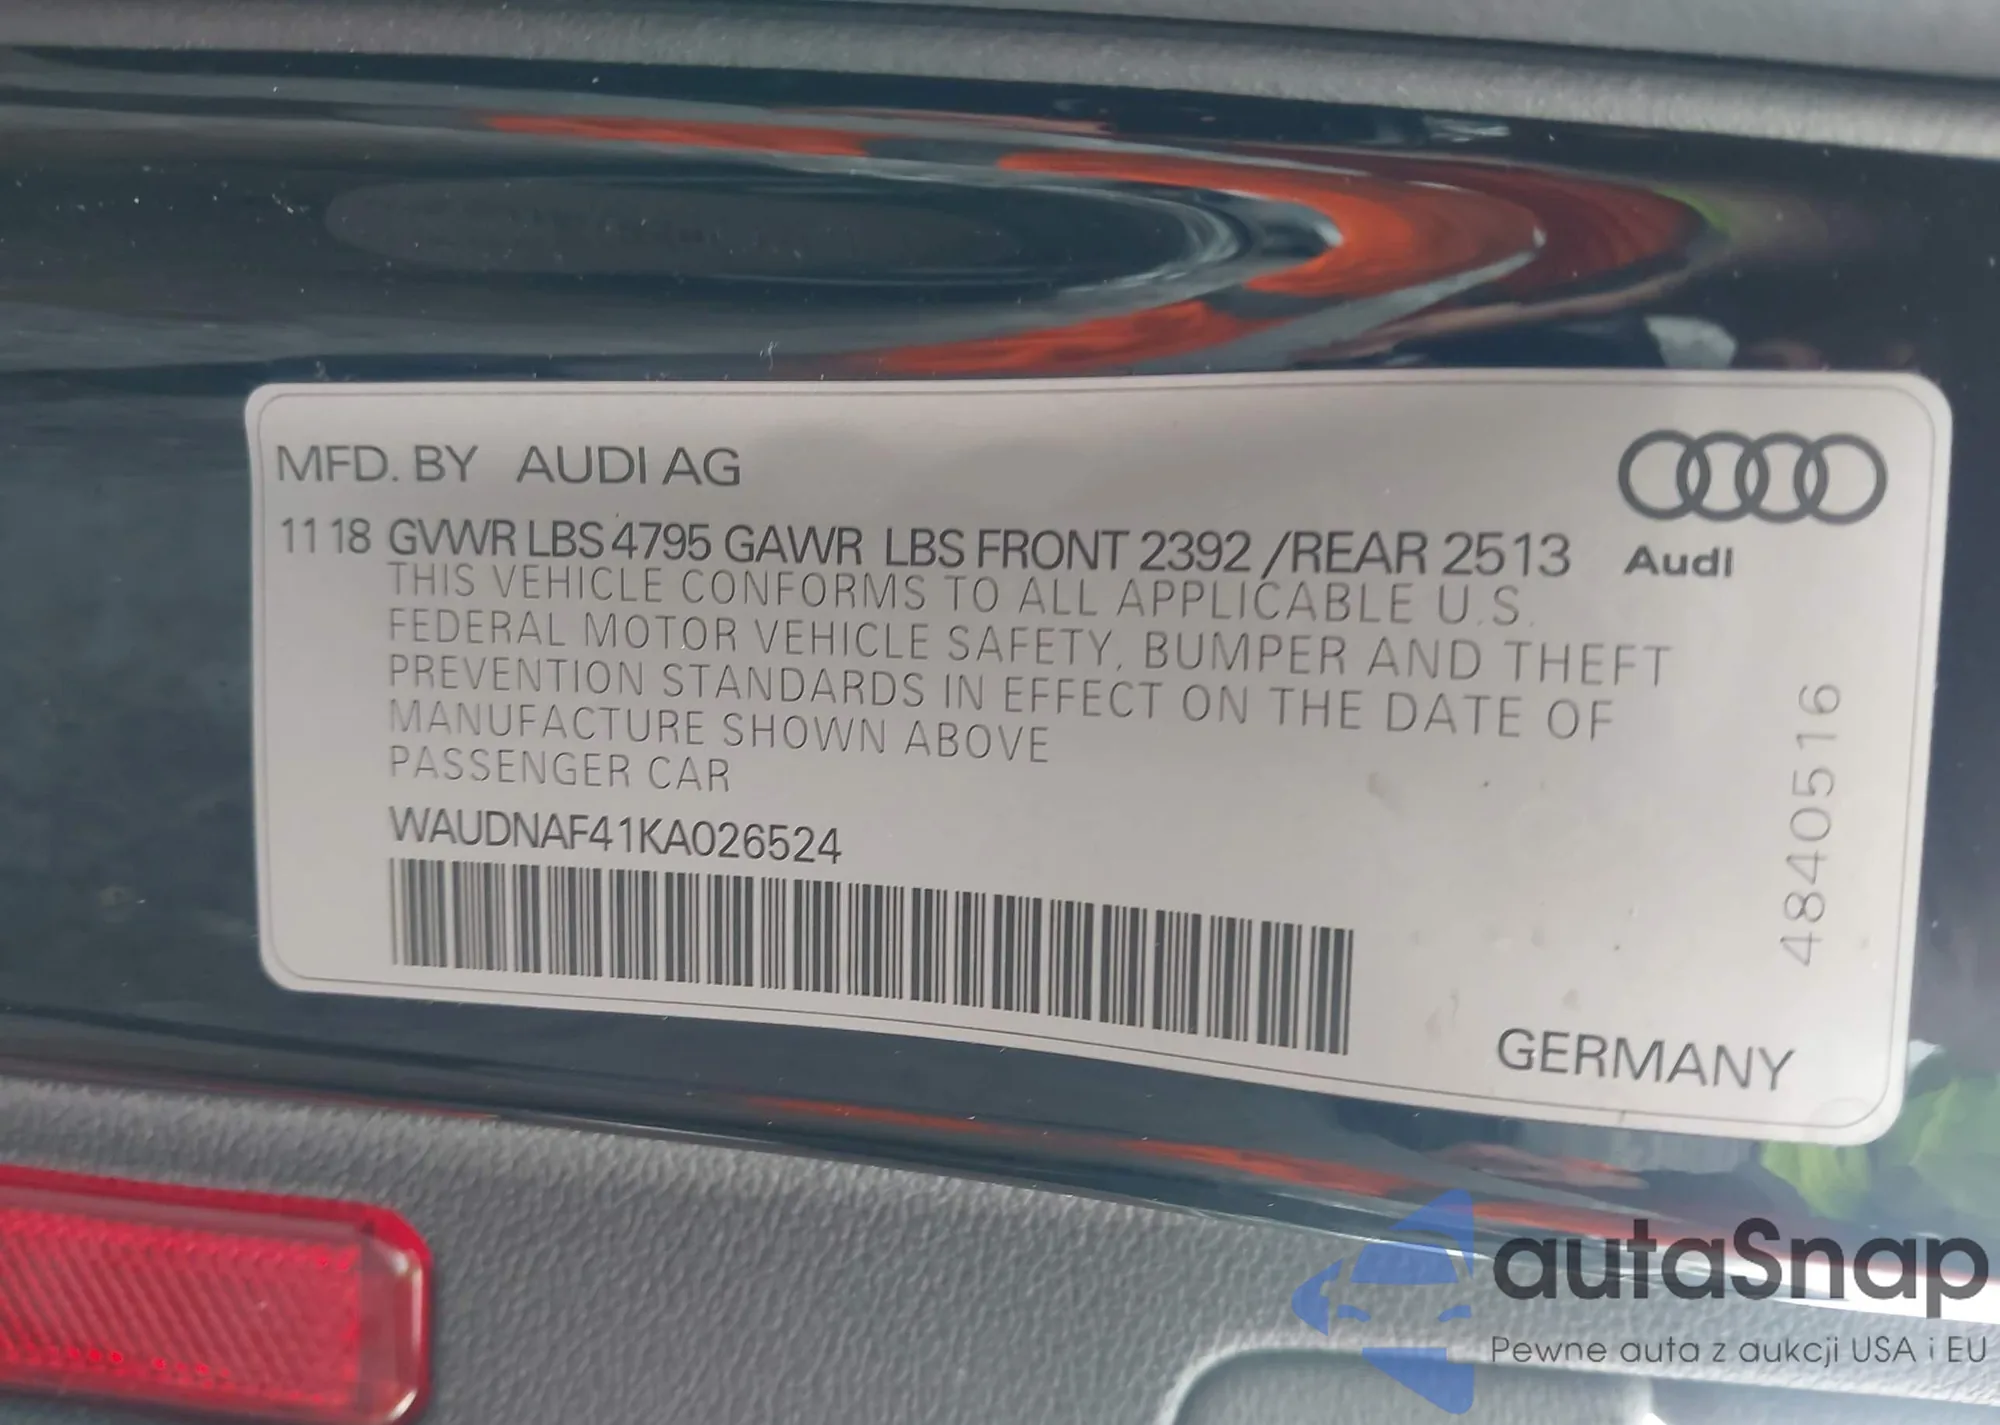 MFD. BY AUDI AG
1118 GVWR LBS 4795 GAWR LBS FRONT 2392 /REAR 2513
Audi
THIS VEHICLE CONFORMS TO ALL APPLICABLE U.S.
FEDERAL MOTOR VEHICLE SAFETY, BUMPER AND THEFT
PREVENTION STANDARDS IN EFFECT ON THE DATE OF
MANUFACTURE SHOWN ABOVE
PASSENGER CAR
WAUDNAF41KA026524
4840516
GERMANY
autaSnap
Pewne auta z aukcji USA i EU